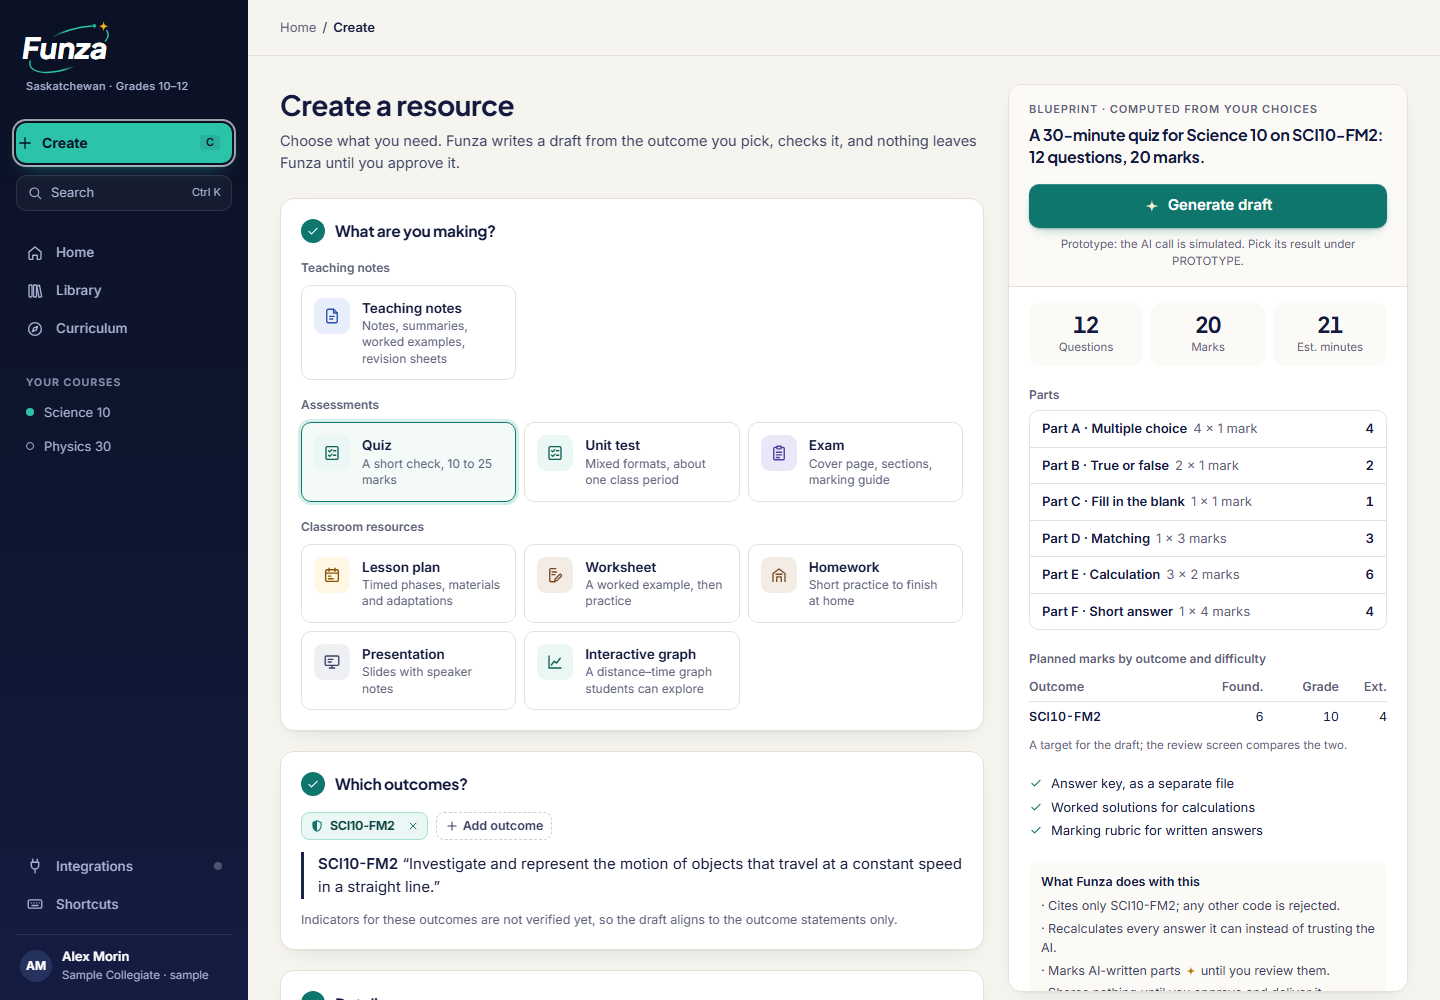 Funza
Saskatchewan · Grades 10–12
Create C
Search Ctrl K
Home
Library
Curriculum
YOUR COURSES
Science 10
Physics 30
Integrations
Shortcuts
AM
Alex Morin
Sample Collegiate · sample
Home / Create
Create a resource
Choose what you need. Funza writes a draft from the outcome you pick, checks it, and nothing leaves
Funza until you approve it.
What are you making?
Teaching notes
Teaching notes
Notes, summaries,
worked examples,
revision sheets
Assessments
Quiz
A short check, 10 to 25
marks
Unit test
Mixed formats, about
one class period
Exam
Cover page, sections,
marking guide
Classroom resources
Lesson plan
Timed phases, materials
and adaptations
Worksheet
A worked example, then
practice
Homework
Short practice to finish
at home
Presentation
Slides with speaker
notes
Interactive graph
A distance–time graph
students can explore
Which outcomes?
SCI10-FM2 ×
+ Add outcome
SCI10-FM2 “Investigate and represent the motion of objects that travel at a constant speed
in a straight line.”
Indicators for these outcomes are not verified yet, so the draft aligns to the outcome statements only.
BLUEPRINT · COMPUTED FROM YOUR CHOICES
A 30-minute quiz for Science 10 on SCI10-FM2:
12 questions, 20 marks.
Generate draft
Prototype: the AI call is simulated. Pick its result under
PROTOTYPE.
12
Questions
20
Marks
21
Est. minutes
Parts
Part A · Multiple choice 4 × 1 mark 4
Part B · True or false 2 × 1 mark 2
Part C · Fill in the blank 1 × 1 mark 1
Part D · Matching 1 × 3 marks 3
Part E · Calculation 3 × 2 marks 6
Part F · Short answer 1 × 4 marks 4
Planned marks by outcome and difficulty
Outcome Found. Grade Ext.
SCI10-FM2 6 10 4
A target for the draft; the review screen compares the two.
Answer key, as a separate file
Worked solutions for calculations
Marking rubric for written answers
What Funza does with this
· Cites only SCI10-FM2; any other code is rejected.
· Recalculates every answer it can instead of trusting the
AI.
· Marks AI-written parts ✦ until you review them.